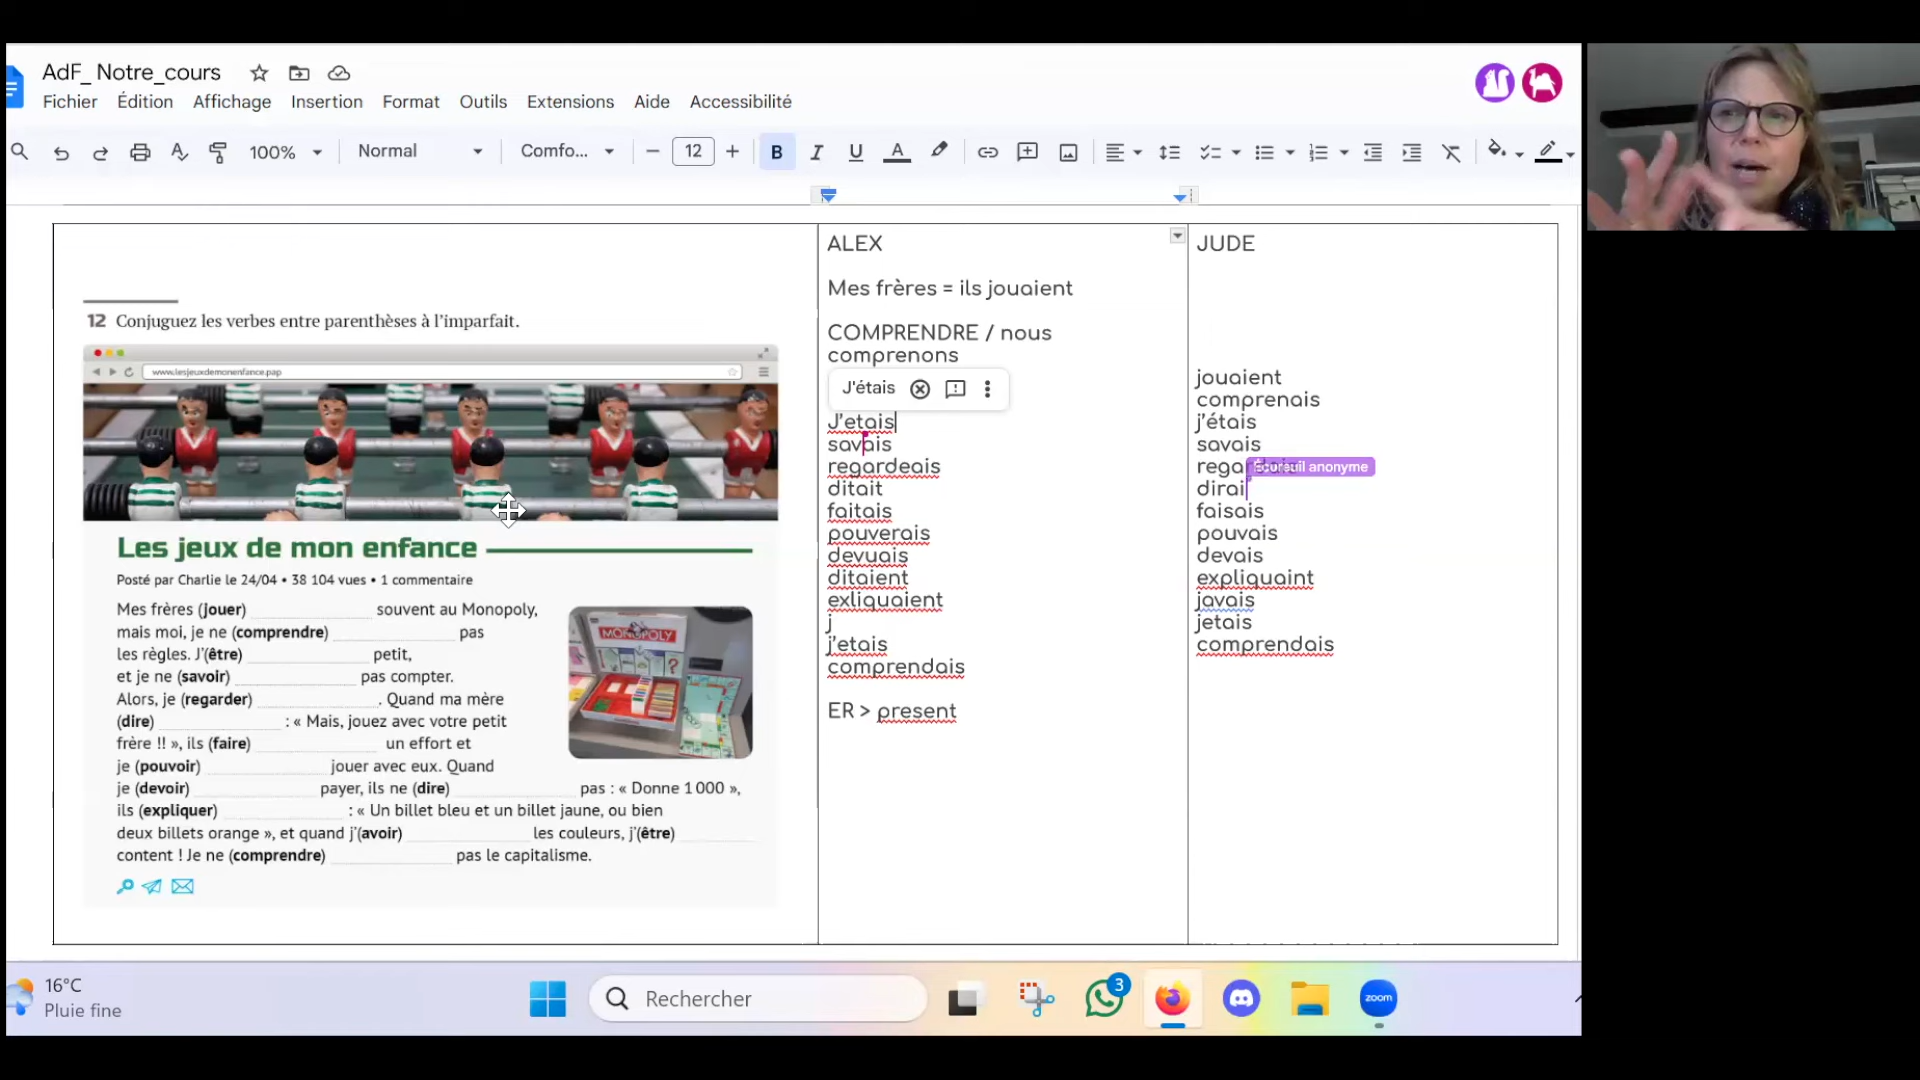 AdF_ Notre_cours
Fichier Édition Affichage Insertion Format Outils Extensions Aide Accessibilité
100% Normal Comfo... 12 B I U A
12 Conjuguez les verbes entre parenthèses à l'imparfait.
www.lesjeuxdemonenfance.pap
Les jeux de mon enfance
Posté par Charlie le 24/04 • 38 104 vues • 1 commentaire
Mes frères (jouer) souvent au Monopoly,
mais moi, je ne (comprendre) pas
les règles. J'(être) petit,
et je ne (savoir) pas compter.
Alors, je (regarder) . Quand ma mère
(dire) : « Mais, jouez avec votre petit
frère !! », ils (faire) un effort et
je (pouvoir) jouer avec eux. Quand
je (devoir) payer, ils ne (dire) pas : « Donne 1 000 »,
ils (expliquer) : « Un billet bleu et un billet jaune, ou bien
deux billets orange », et quand j'(avoir) les couleurs, j'(être)
content ! Je ne (comprendre) pas le capitalisme.
MONOPOLY
ALEX
Mes frères = ils jouaient
COMPRENDRE / nous
comprenons
J'étais
J'etais
savais
regardeais
ditait
faitais
pouverais
devuais
ditaient
exliquaient
j
j'etais
comprendais
ER > present
JUDE
jouaient
comprenais
j'étais
savais
Écureuil anonyme
dirai
faisais
pouvais
devais
expliquaint
javais
jetais
comprendais
16°C
Pluie fine
Rechercher
3
zoom